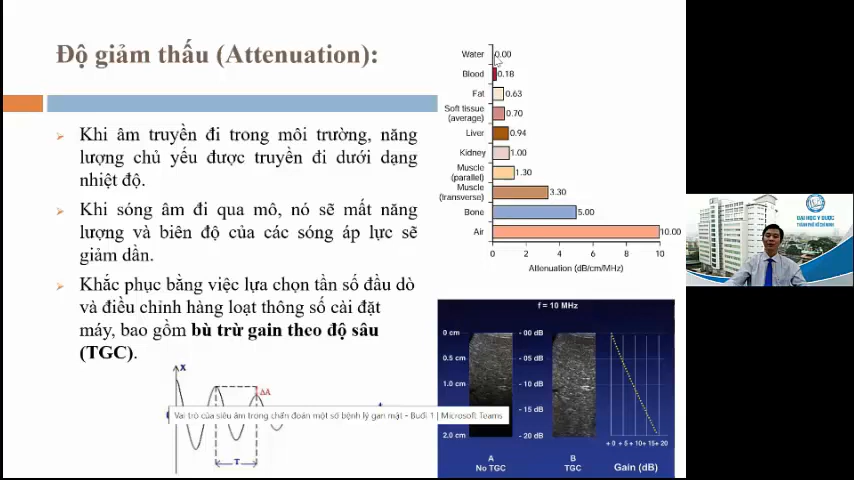 Độ giảm thấu (Attenuation):
Khi âm truyền đi trong môi trường, năng
lượng chủ yếu được truyền đi dưới dạng
nhiệt độ.
Khi sóng âm đi qua mô, nó sẽ mất năng
lượng và biên độ của các sóng áp lực sẽ
giảm dần.
Khắc phục bằng việc lựa chọn tần số đầu dò
và điều chỉnh hàng loạt thông số cài đặt
máy, bao gồm bù trừ gain theo độ sâu
(TGC).
X
ΔA
T
Vai trò của siêu âm trong chẩn đoán một số bệnh lý gan mật - Buổi 1 | Microsoft Teams
Water 0.00
Blood 0.18
Fat 0.63
Soft tissue
(average) 0.70
Liver 0.94
Kidney 1.00
Muscle
(parallel) 1.30
Muscle
(transverse) 3.30
Bone 5.00
Air 10.00
0 2 4 6 8 10
Attenuation (dB/cm/MHz)
f = 10 MHz
0 cm - 00 dB
0.5 cm - 05 dB
1.0 cm - 10 dB
- 15 dB
2.0 cm - 20 dB
+ 0 + 5 + 10 + 15 + 20
A B
No TGC TGC Gain (dB)
ĐẠI HỌC Y DƯỢC
THÀNH PHỐ HỒ CHÍ MINH